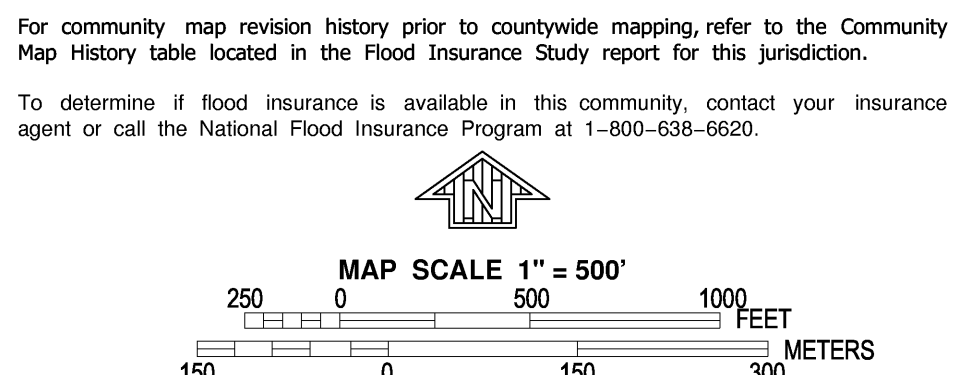 For community map revision history prior to countywide mapping, refer to the Community
Map History table located in the Flood Insurance Study report for this jurisdiction.
To determine if flood insurance is available in this community, contact your insurance
agent or call the National Flood Insurance Program at 1-800-638-6620.
N
MAP SCALE 1" = 500'
250 0 500 1000
FEET
METERS
150 0 150 300